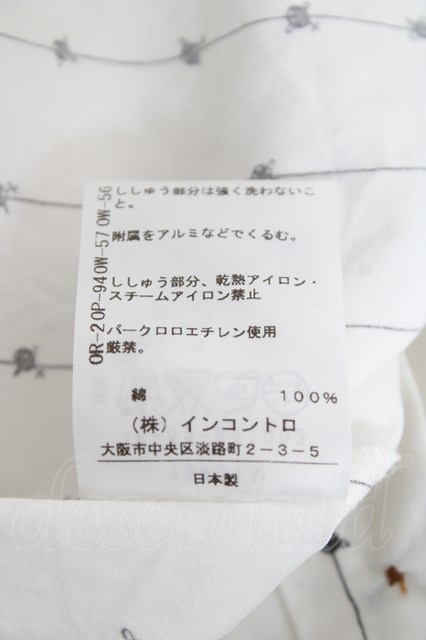 ししゅう部分は強く洗わないこ
と。
附属をアルミなどでくるむ。
ししゅう部分、乾熱アイロン・
スチームアイロン禁止
パークロロエチレン使用
厳禁。
綿 100%
(株)インコントロ
大阪市中央区淡路町2-3-5
日本製
OR-2OP-940W-570W-56
closet child